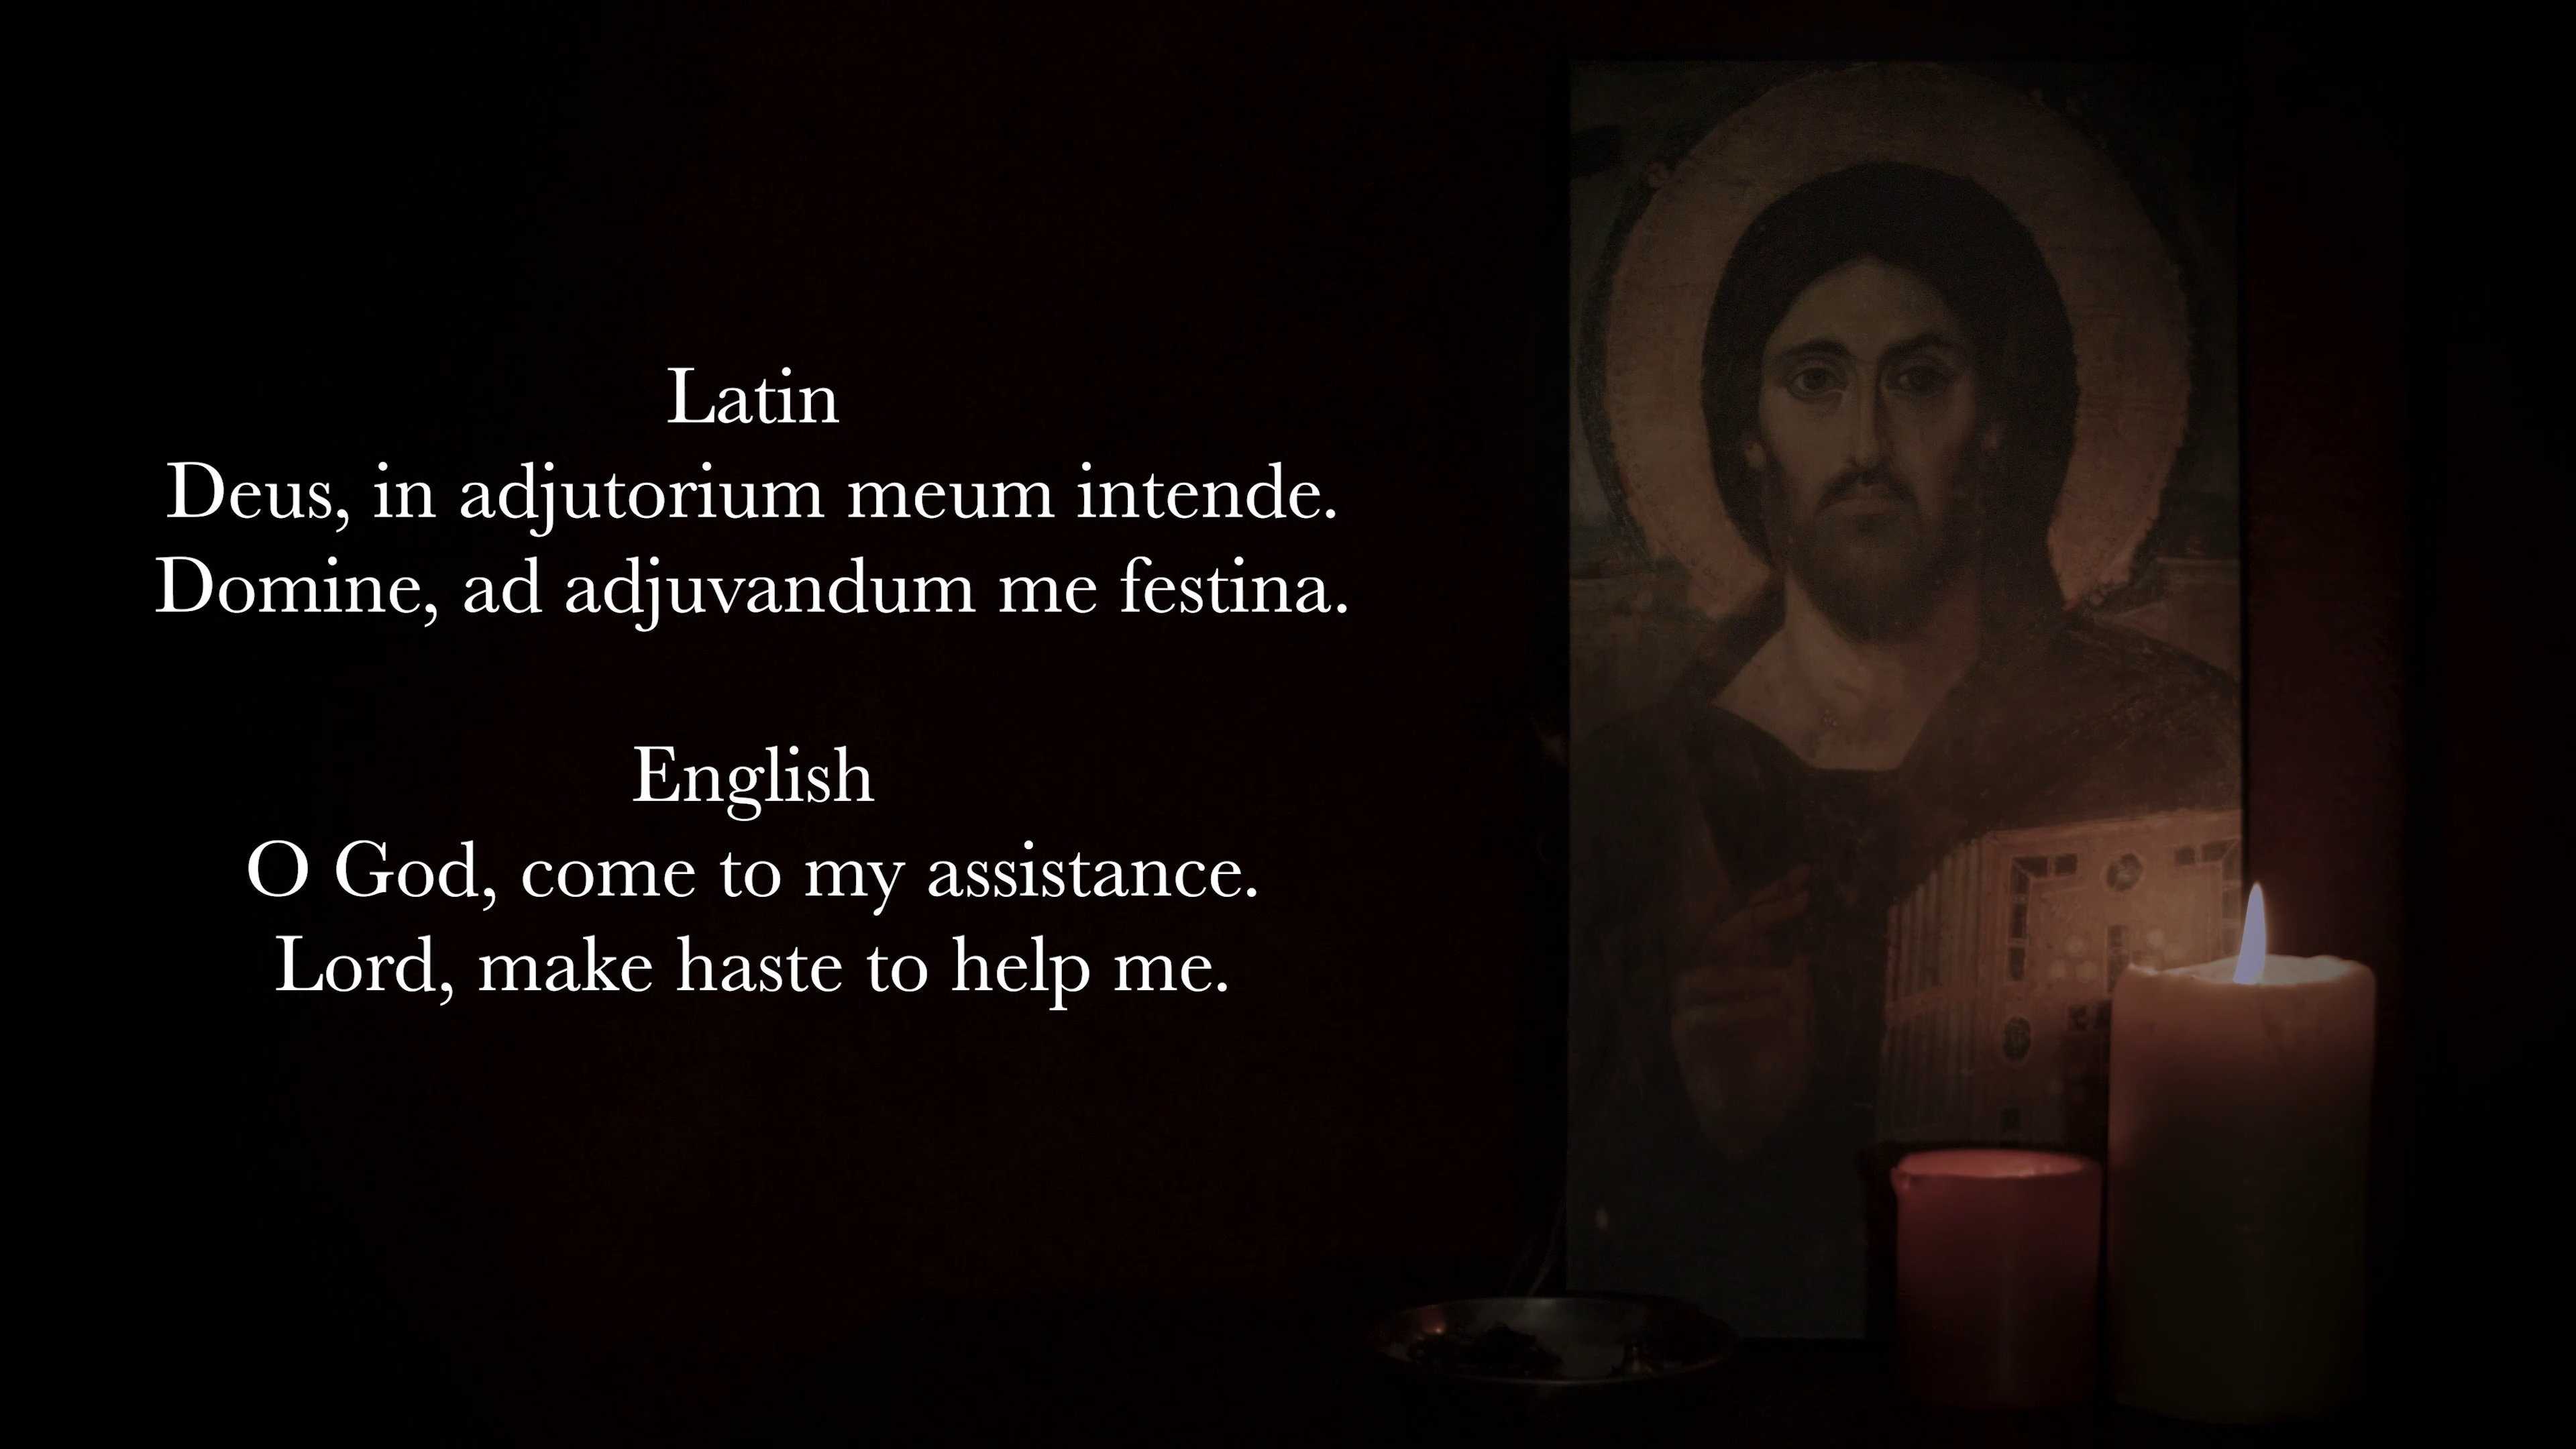 Latin
Deus, in adjutorium meum intende.
Domine, ad adjuvandum me festina.
English
O God, come to my assistance.
Lord, make haste to help me.